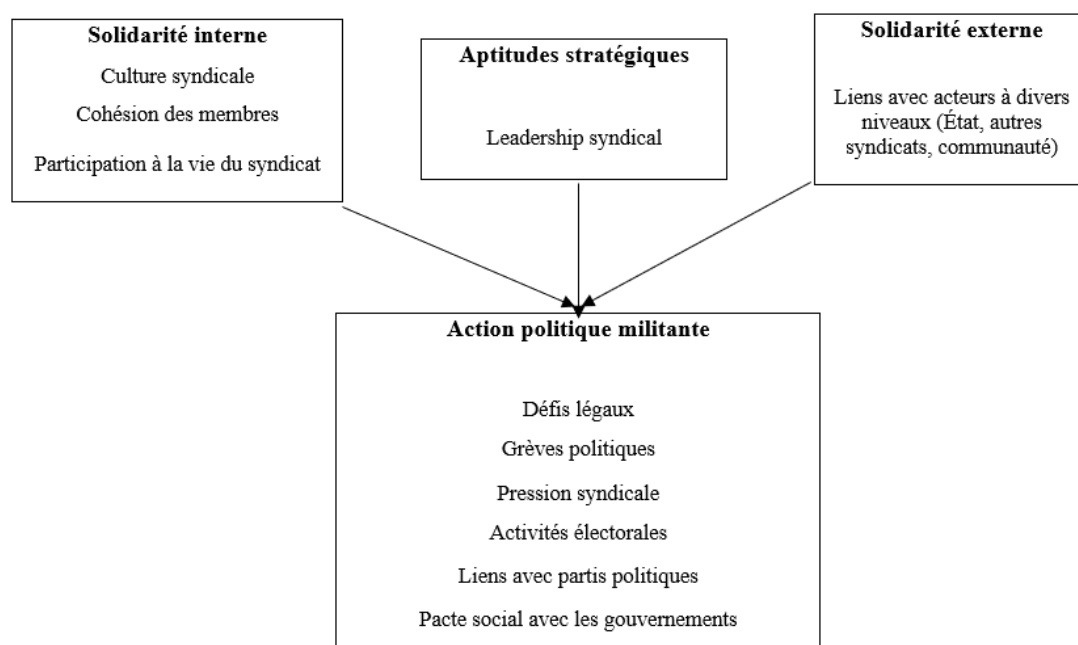 Solidarité interne
Culture syndicale
Cohésion des membres
Participation à la vie du syndicat
Aptitudes stratégiques
Leadership syndical
Solidarité externe
Liens avec acteurs à divers
niveaux (État, autres
syndicats, communauté)
Action politique militante
Défis légaux
Grèves politiques
Pression syndicale
Activités électorales
Liens avec partis politiques
Pacte social avec les gouvernements